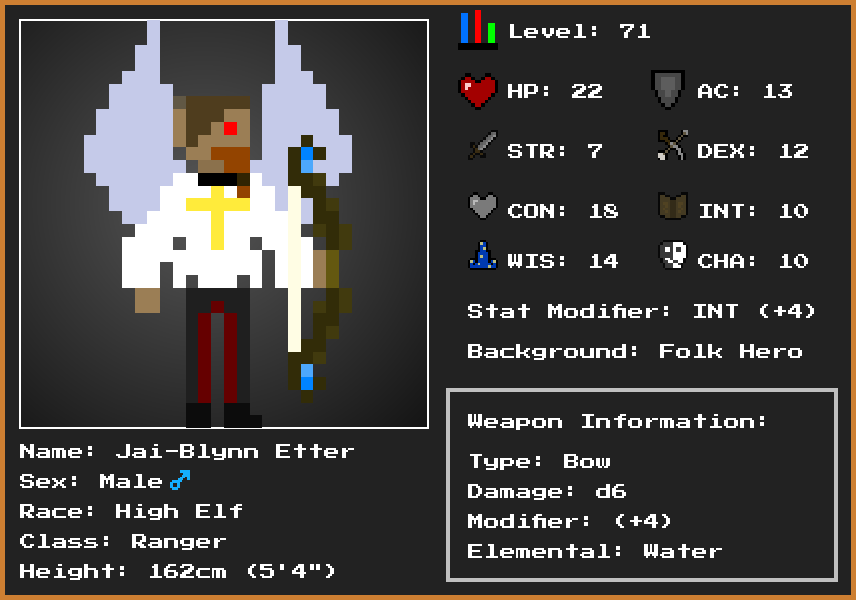 Level: 71
HP: 22
AC: 13
STR: 7
DEX: 12
CON: 18
INT: 10
WIS: 14
CHA: 10
Stat Modifier: INT (+4)
Background: Folk Hero
Weapon Information:
Type: Bow
Damage: d6
Modifier: (+4)
Elemental: Water
Name: Jai-Blynn Etter
Sex: Male♂
Race: High Elf
Class: Ranger
Height: 162cm (5'4")